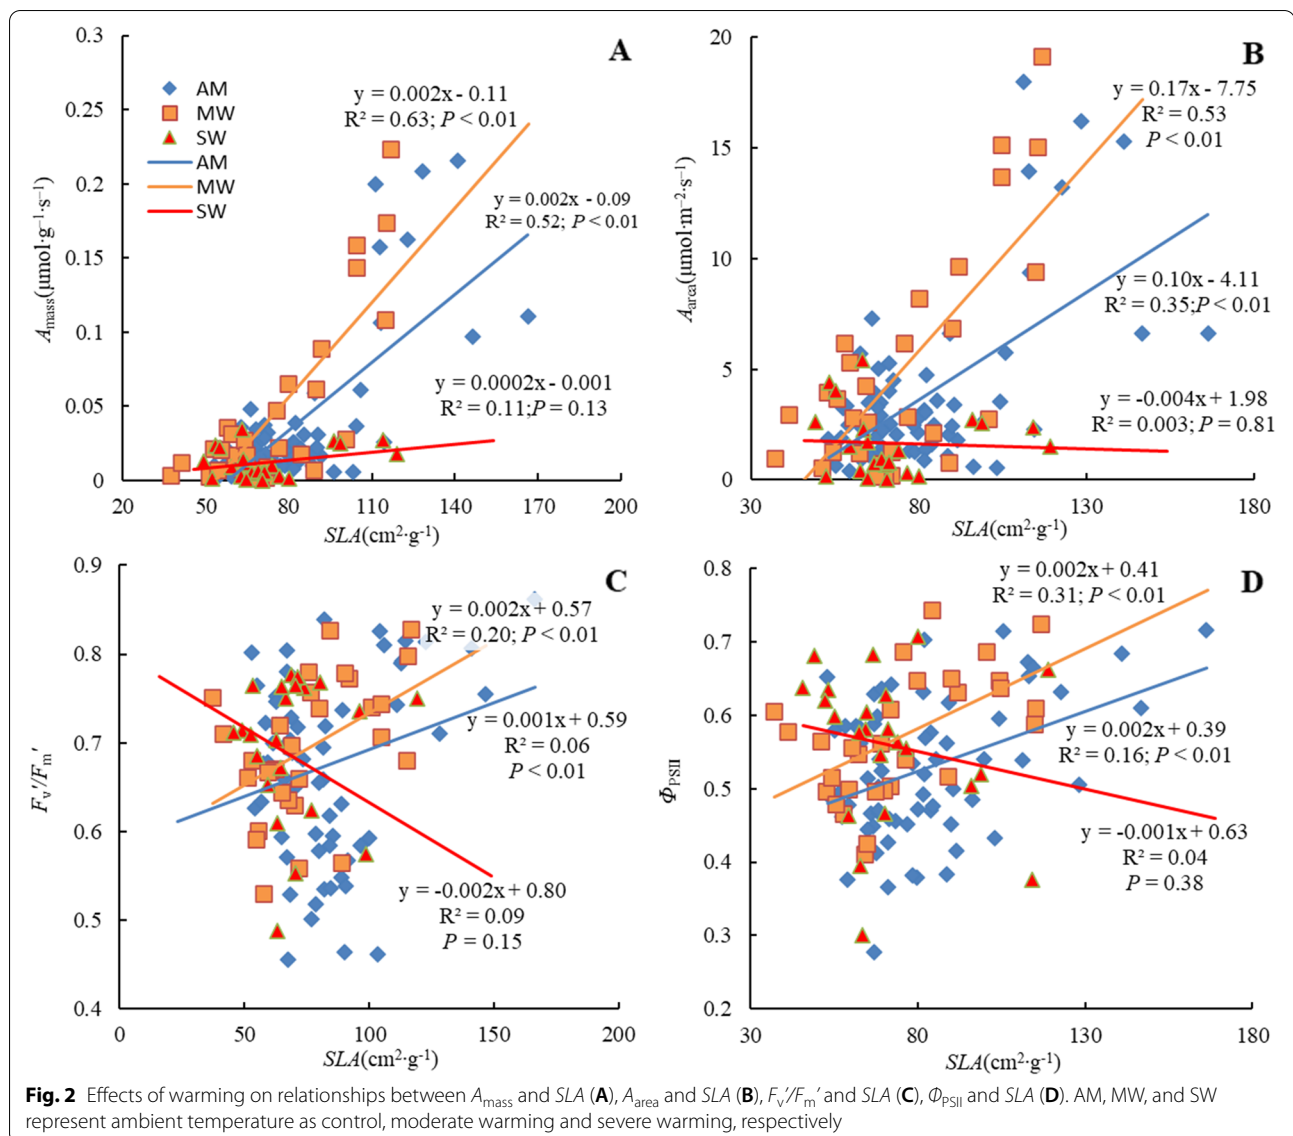 A
0.3
0.25
0.2
0.15
0.1
0.05
0
20 50 80 110 140 170 200
A mass (μmol·g⁻¹·s⁻¹)
SLA(cm²·g⁻¹)
AM
MW
SW
AM
MW
SW
y = 0.002x - 0.11
R² = 0.63; P < 0.01
y = 0.002x - 0.09
R² = 0.52; P < 0.01
y = 0.0002x - 0.001
R² = 0.11;P = 0.13
B
20
15
10
5
0
30 80 130 180
A area (μmol·m⁻²·s⁻¹)
SLA(cm²·g⁻¹)
y = 0.17x - 7.75
R² = 0.53
P < 0.01
y = 0.10x - 4.11
R² = 0.35;P < 0.01
y = -0.004x + 1.98
R² = 0.003; P = 0.81
C
0.9
0.8
0.7
0.6
0.5
0.4
0 50 100 150 200
Fv′/Fm′
SLA(cm²·g⁻¹)
y = 0.002x + 0.57
R² = 0.20; P < 0.01
y = 0.001x + 0.59
R² = 0.06
P < 0.01
y = -0.002x + 0.80
R² = 0.09
P = 0.15
D
0.8
0.7
0.6
0.5
0.4
0.3
0.2
30 80 130 180
ΦPSII
SLA(cm²·g⁻¹)
y = 0.002x + 0.41
R² = 0.31; P < 0.01
y = 0.002x + 0.39
R² = 0.16; P < 0.01
y = -0.001x + 0.63
R² = 0.04
P = 0.38
Fig. 2 Effects of warming on relationships between Amass and SLA (A), Aarea and SLA (B), Fv′/Fm′ and SLA (C), ΦPSII and SLA (D). AM, MW, and SW
represent ambient temperature as control, moderate warming and severe warming, respectively